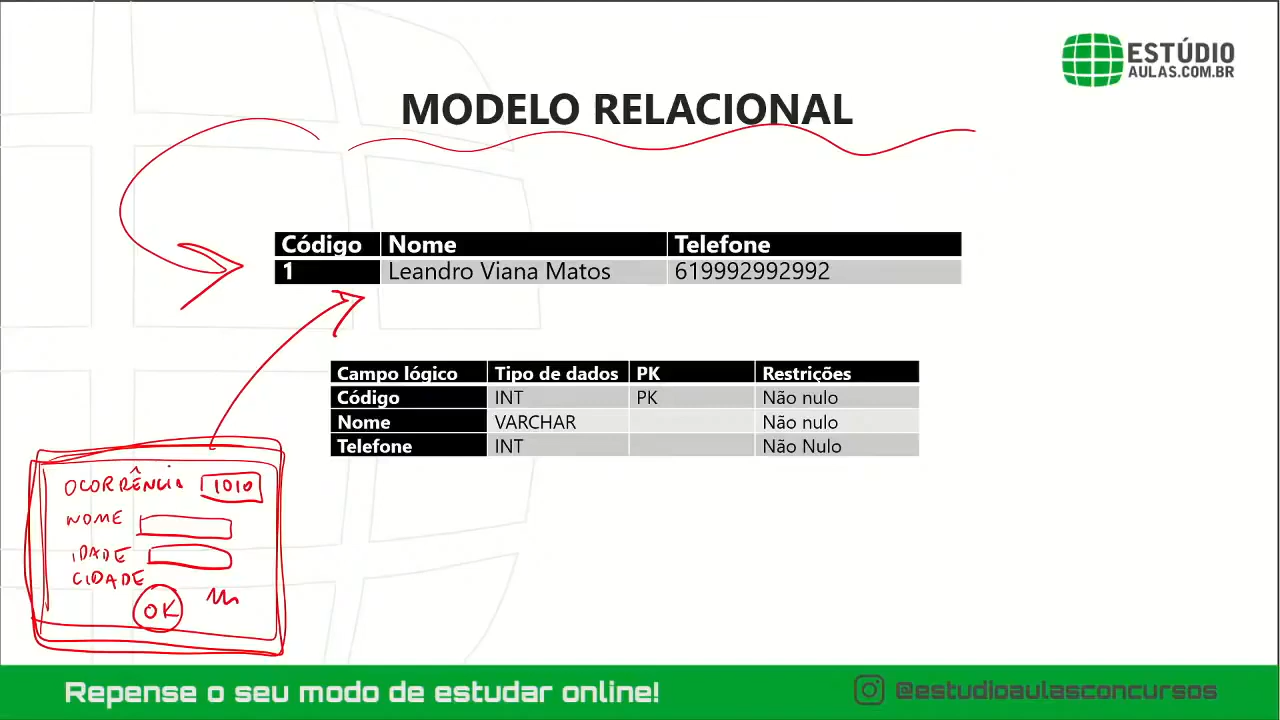 ESTÚDIO
AULAS.COM.BR
MODELO RELACIONAL
Código Nome Telefone
1 Leandro Viana Matos 619992992992
Campo lógico Tipo de dados PK Restrições
Código INT PK Não nulo
Nome VARCHAR Não nulo
Telefone INT Não Nulo
OCORRÊNCIA 1010
NOME
IDADE
CIDADE
OK
Repense o seu modo de estudar online!
@estudioaulasconcursos